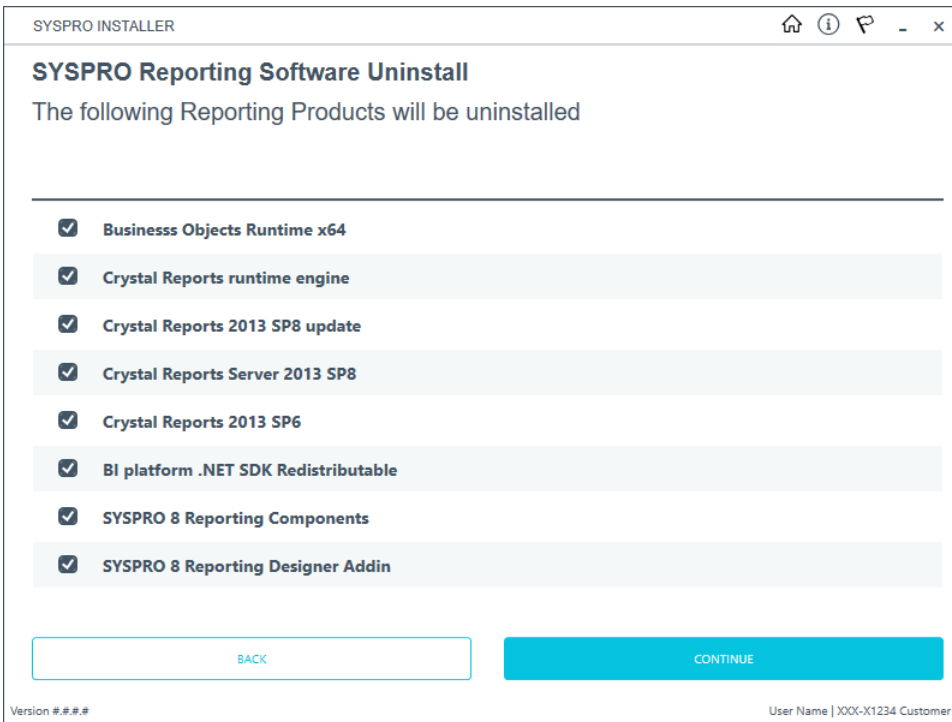 SYSPRO INSTALLER
SYSPRO Reporting Software Uninstall
The following Reporting Products will be uninstalled
Businesss Objects Runtime x64
Crystal Reports runtime engine
Crystal Reports 2013 SP8 update
Crystal Reports Server 2013 SP8
Crystal Reports 2013 SP6
BI platform .NET SDK Redistributable
SYSPRO 8 Reporting Components
SYSPRO 8 Reporting Designer Addin
BACK
CONTINUE
Version #.#.#.#
User Name | XXX-X1234 Customer